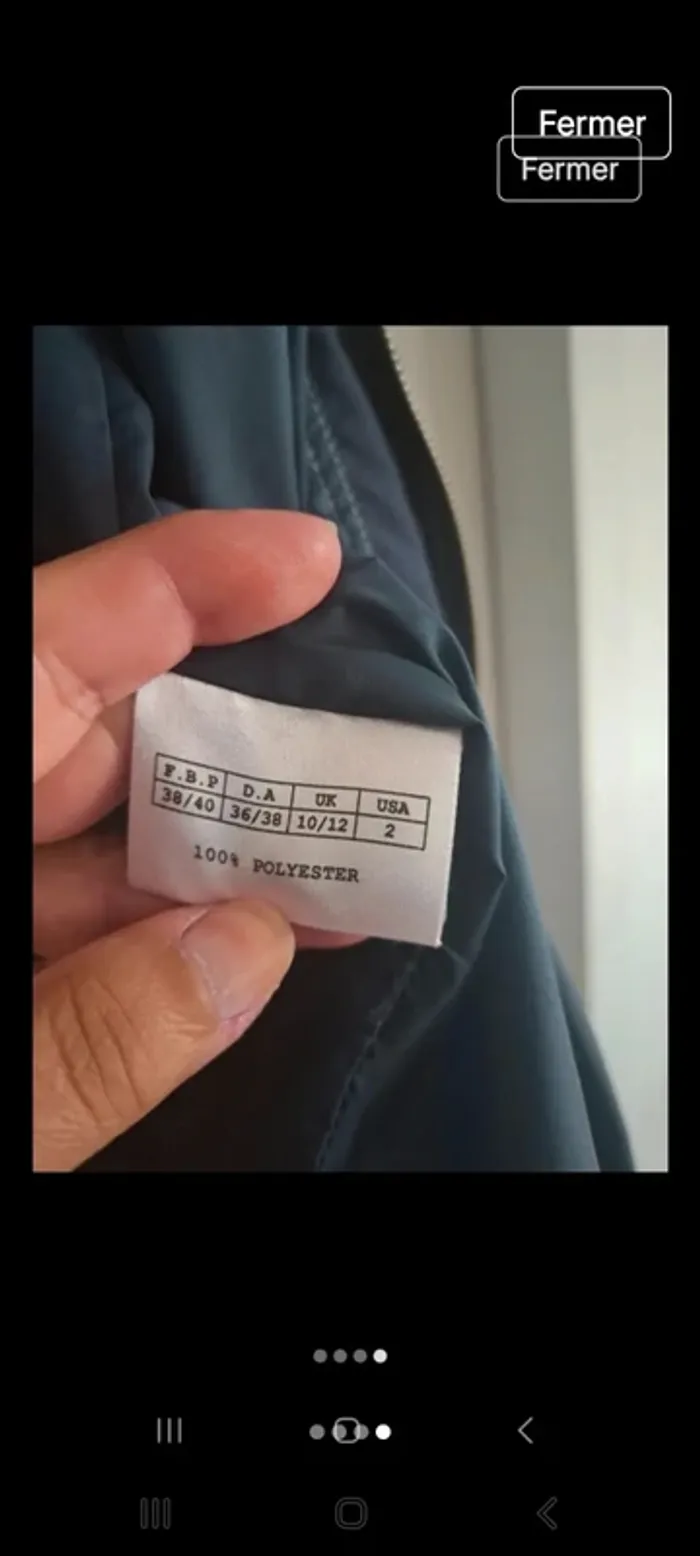 Fermer
Fermer
F.B.P D.A UK USA
38/40 36/38 10/12 2
100% POLYESTER